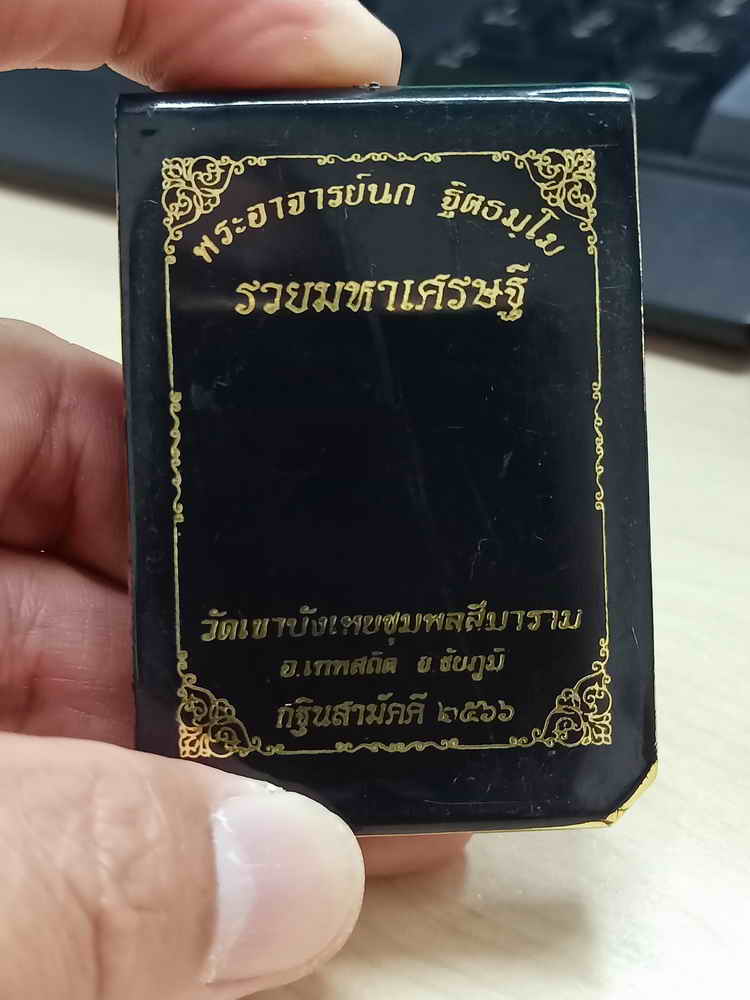 พระอาจารย์นก ฐิตธมฺโม
รวยมหาเศรษฐี
วัดเขาบังเหยชุมพลสีมาราม
อ.เทพสถิต จ.ชัยภูมิ
กฐินสามัคคี ๒๕๖๖